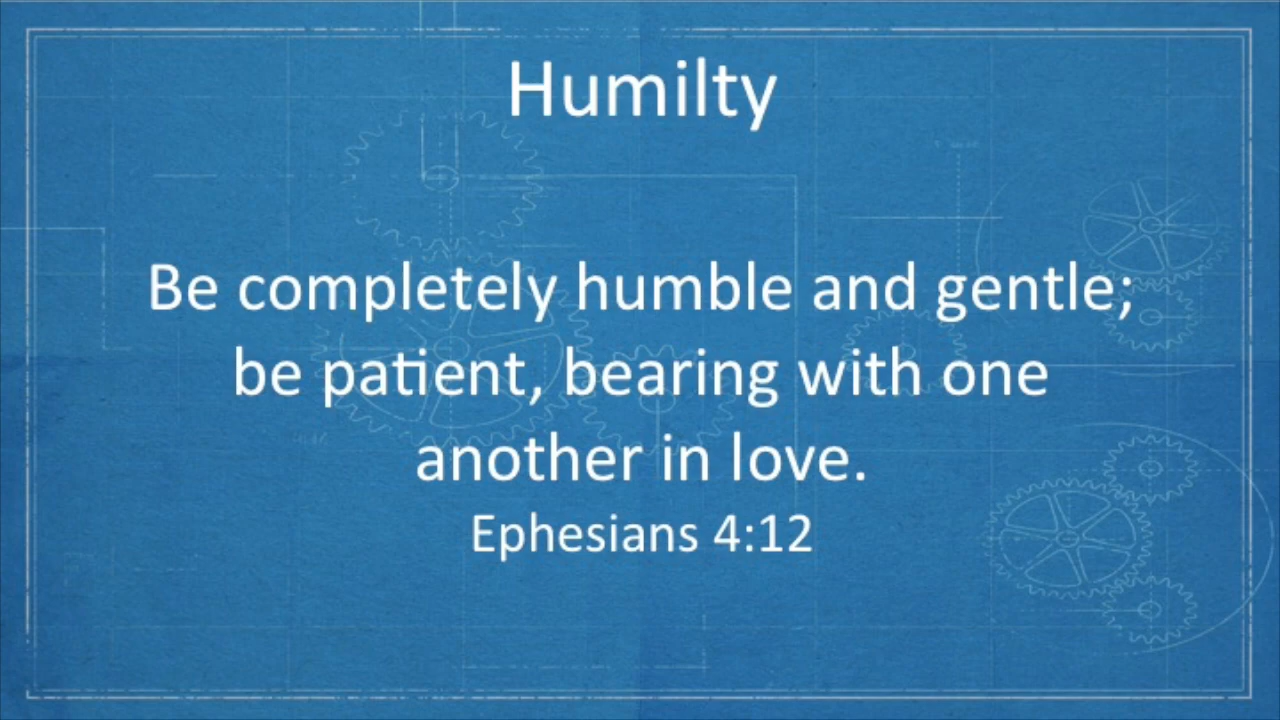 Humilty
Be completely humble and gentle;
be patient, bearing with one
another in love.
Ephesians 4:12